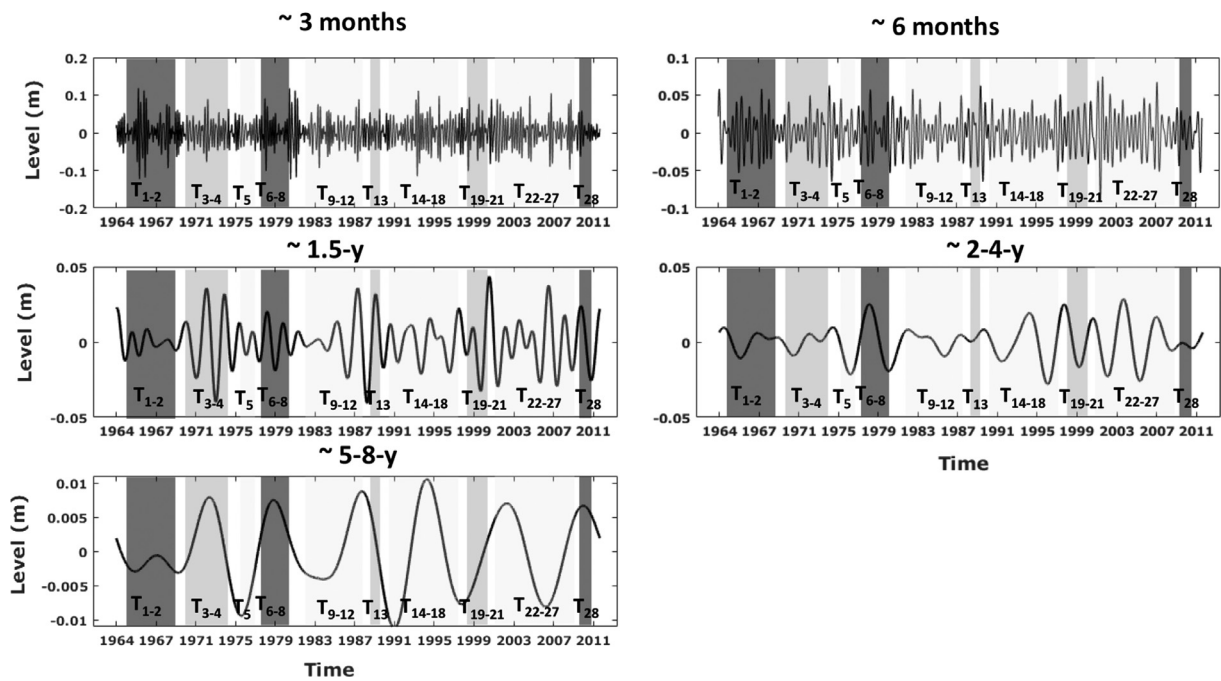 ~ 3 months
Level (m)
0.2
0.1
0
-0.1
-0.2
T1-2 T3-4 T5 T6-8 T9-12 T13 T14-18 T19-21 T22-27 T28
1964 1967 1971 1975 1979 1983 1987 1991 1995 1999 2003 2007 2011
~ 6 months
0.1
0.05
0
-0.05
-0.1
T1-2 T3-4 T5 T6-8 T9-12 T13 T14-18 T19-21 T22-27 T28
1964 1967 1971 1975 1979 1983 1987 1991 1995 1999 2003 2007 2011
~ 1.5-y
Level (m)
0.05
0
-0.05
T1-2 T3-4 T5 T6-8 T9-12 T13 T14-18 T19-21 T22-27 T28
1964 1967 1971 1975 1979 1983 1987 1991 1995 1999 2003 2007 2011
~ 2-4-y
0.05
0
-0.05
T1-2 T3-4 T5 T6-8 T9-12 T13 T14-18 T19-21 T22-27 T28
1964 1967 1971 1975 1979 1983 1987 1991 1995 1999 2003 2007 2011
Time
~ 5-8-y
Level (m)
0.01
0.005
0
-0.005
-0.01
T1-2 T3-4 T5 T6-8 T9-12 T13 T14-18 T19-21 T22-27 T28
1964 1967 1971 1975 1979 1983 1987 1991 1995 1999 2003 2007 2011
Time